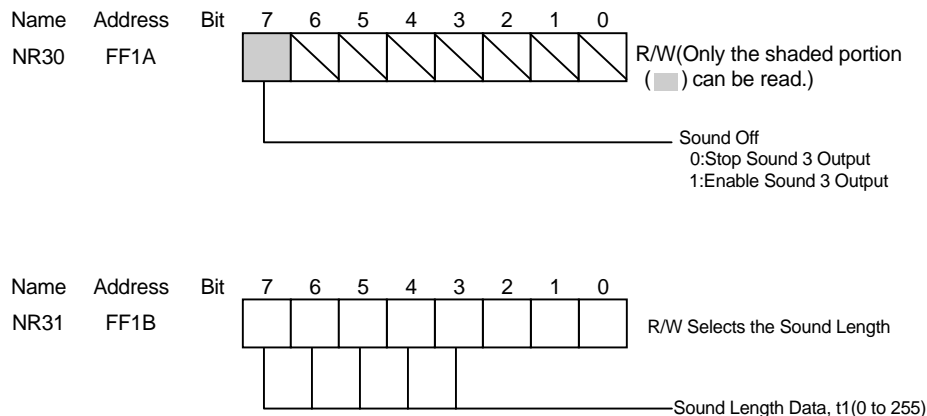 Name Address Bit 7 6 5 4 3 2 1 0
NR30 FF1A R/W(Only the shaded portion
( ) can be read.)
Sound Off
0:Stop Sound 3 Output
1:Enable Sound 3 Output
Name Address Bit 7 6 5 4 3 2 1 0
NR31 FF1B R/W Selects the Sound Length
Sound Length Data, t1(0 to 255)